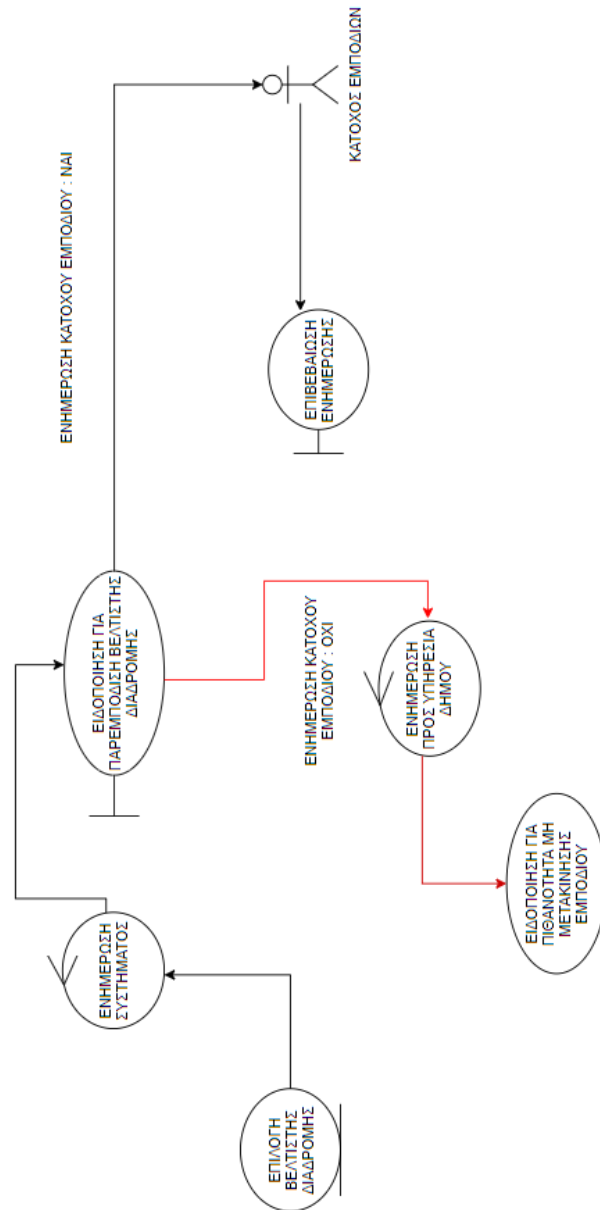 ΕΠΙΛΟΓΗ
ΒΕΛΤΙΣΤΗΣ
ΔΙΑΔΡΟΜΗΣ
ΕΝΗΜΕΡΩΣΗ
ΣΥΣΤΗΜΑΤΟΣ
ΕΙΔΟΠΟΙΗΣΗ ΓΙΑ
ΠΑΡΕΜΠΟΔΙΣΗ ΒΕΛΤΙΣΤΗΣ
ΔΙΑΔΡΟΜΗΣ
ΕΝΗΜΕΡΩΣΗ ΚΑΤΟΧΟΥ ΕΜΠΟΔΙΟΥ : ΝΑΙ
ΚΑΤΟΧΟΣ ΕΜΠΟΔΙΩΝ
ΕΠΙΒΕΒΑΙΩΣΗ
ΕΝΗΜΕΡΩΣΗΣ
ΕΝΗΜΕΡΩΣΗ ΚΑΤΟΧΟΥ
ΕΜΠΟΔΙΟΥ : ΟΧΙ
ΕΝΗΜΕΡΩΣΗ
ΠΡΟΣ ΥΠΗΡΕΣΙΑ
ΔΗΜΟΥ
ΕΙΔΟΠΟΙΗΣΗ ΓΙΑ
ΠΙΘΑΝΟΤΗΤΑ ΜΗ
ΜΕΤΑΚΙΝΗΣΗΣ
ΕΜΠΟΔΙΟΥ